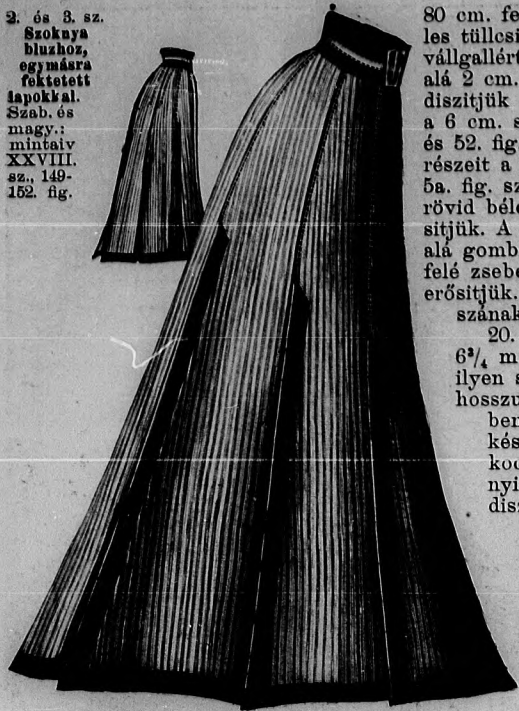 2. és 3. sz.
Szoknya
bluzhoz,
egymásra
fektetett
lapokkal.
Szab. és
magy.:
mintaiv
XXVIII.
sz., 149-
152. fig.
80 cm. fe
les tüllcsi
vállgallért
alá 2 cm.
diszitjük
a 6 cm. s
és 52. fig.
részeit a
5a. fig. sz
rövid béle
sitjük. A
alá gomb
felé zsebe
erősitjük.
szának
20.
6¾ m
ilyen s
hosszu
ben
kés
kod
nyi
disz